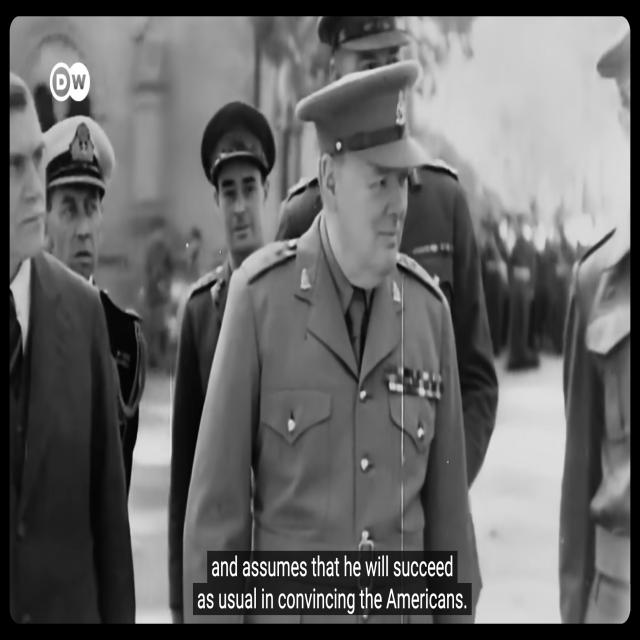 DW
and assumes that he will succeed
as usual in convincing the Americans.